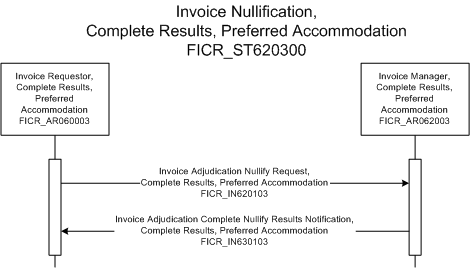 Invoice Nullification,
Complete Results, Preferred Accommodation
FICR_ST620300
Invoice Requestor,
Complete Results,
Preferred
Accommodation
FICR_AR060003
Invoice Manager,
Complete Results,
Preferred
Accommodation
FICR_AR062003
Invoice Adjudication Nullify Request,
Complete Results, Preferred Accommodation
FICR_IN620103
Invoice Adjudication Complete Nullify Results Notification,
Complete Results, Preferred Accommodation
FICR_IN630103